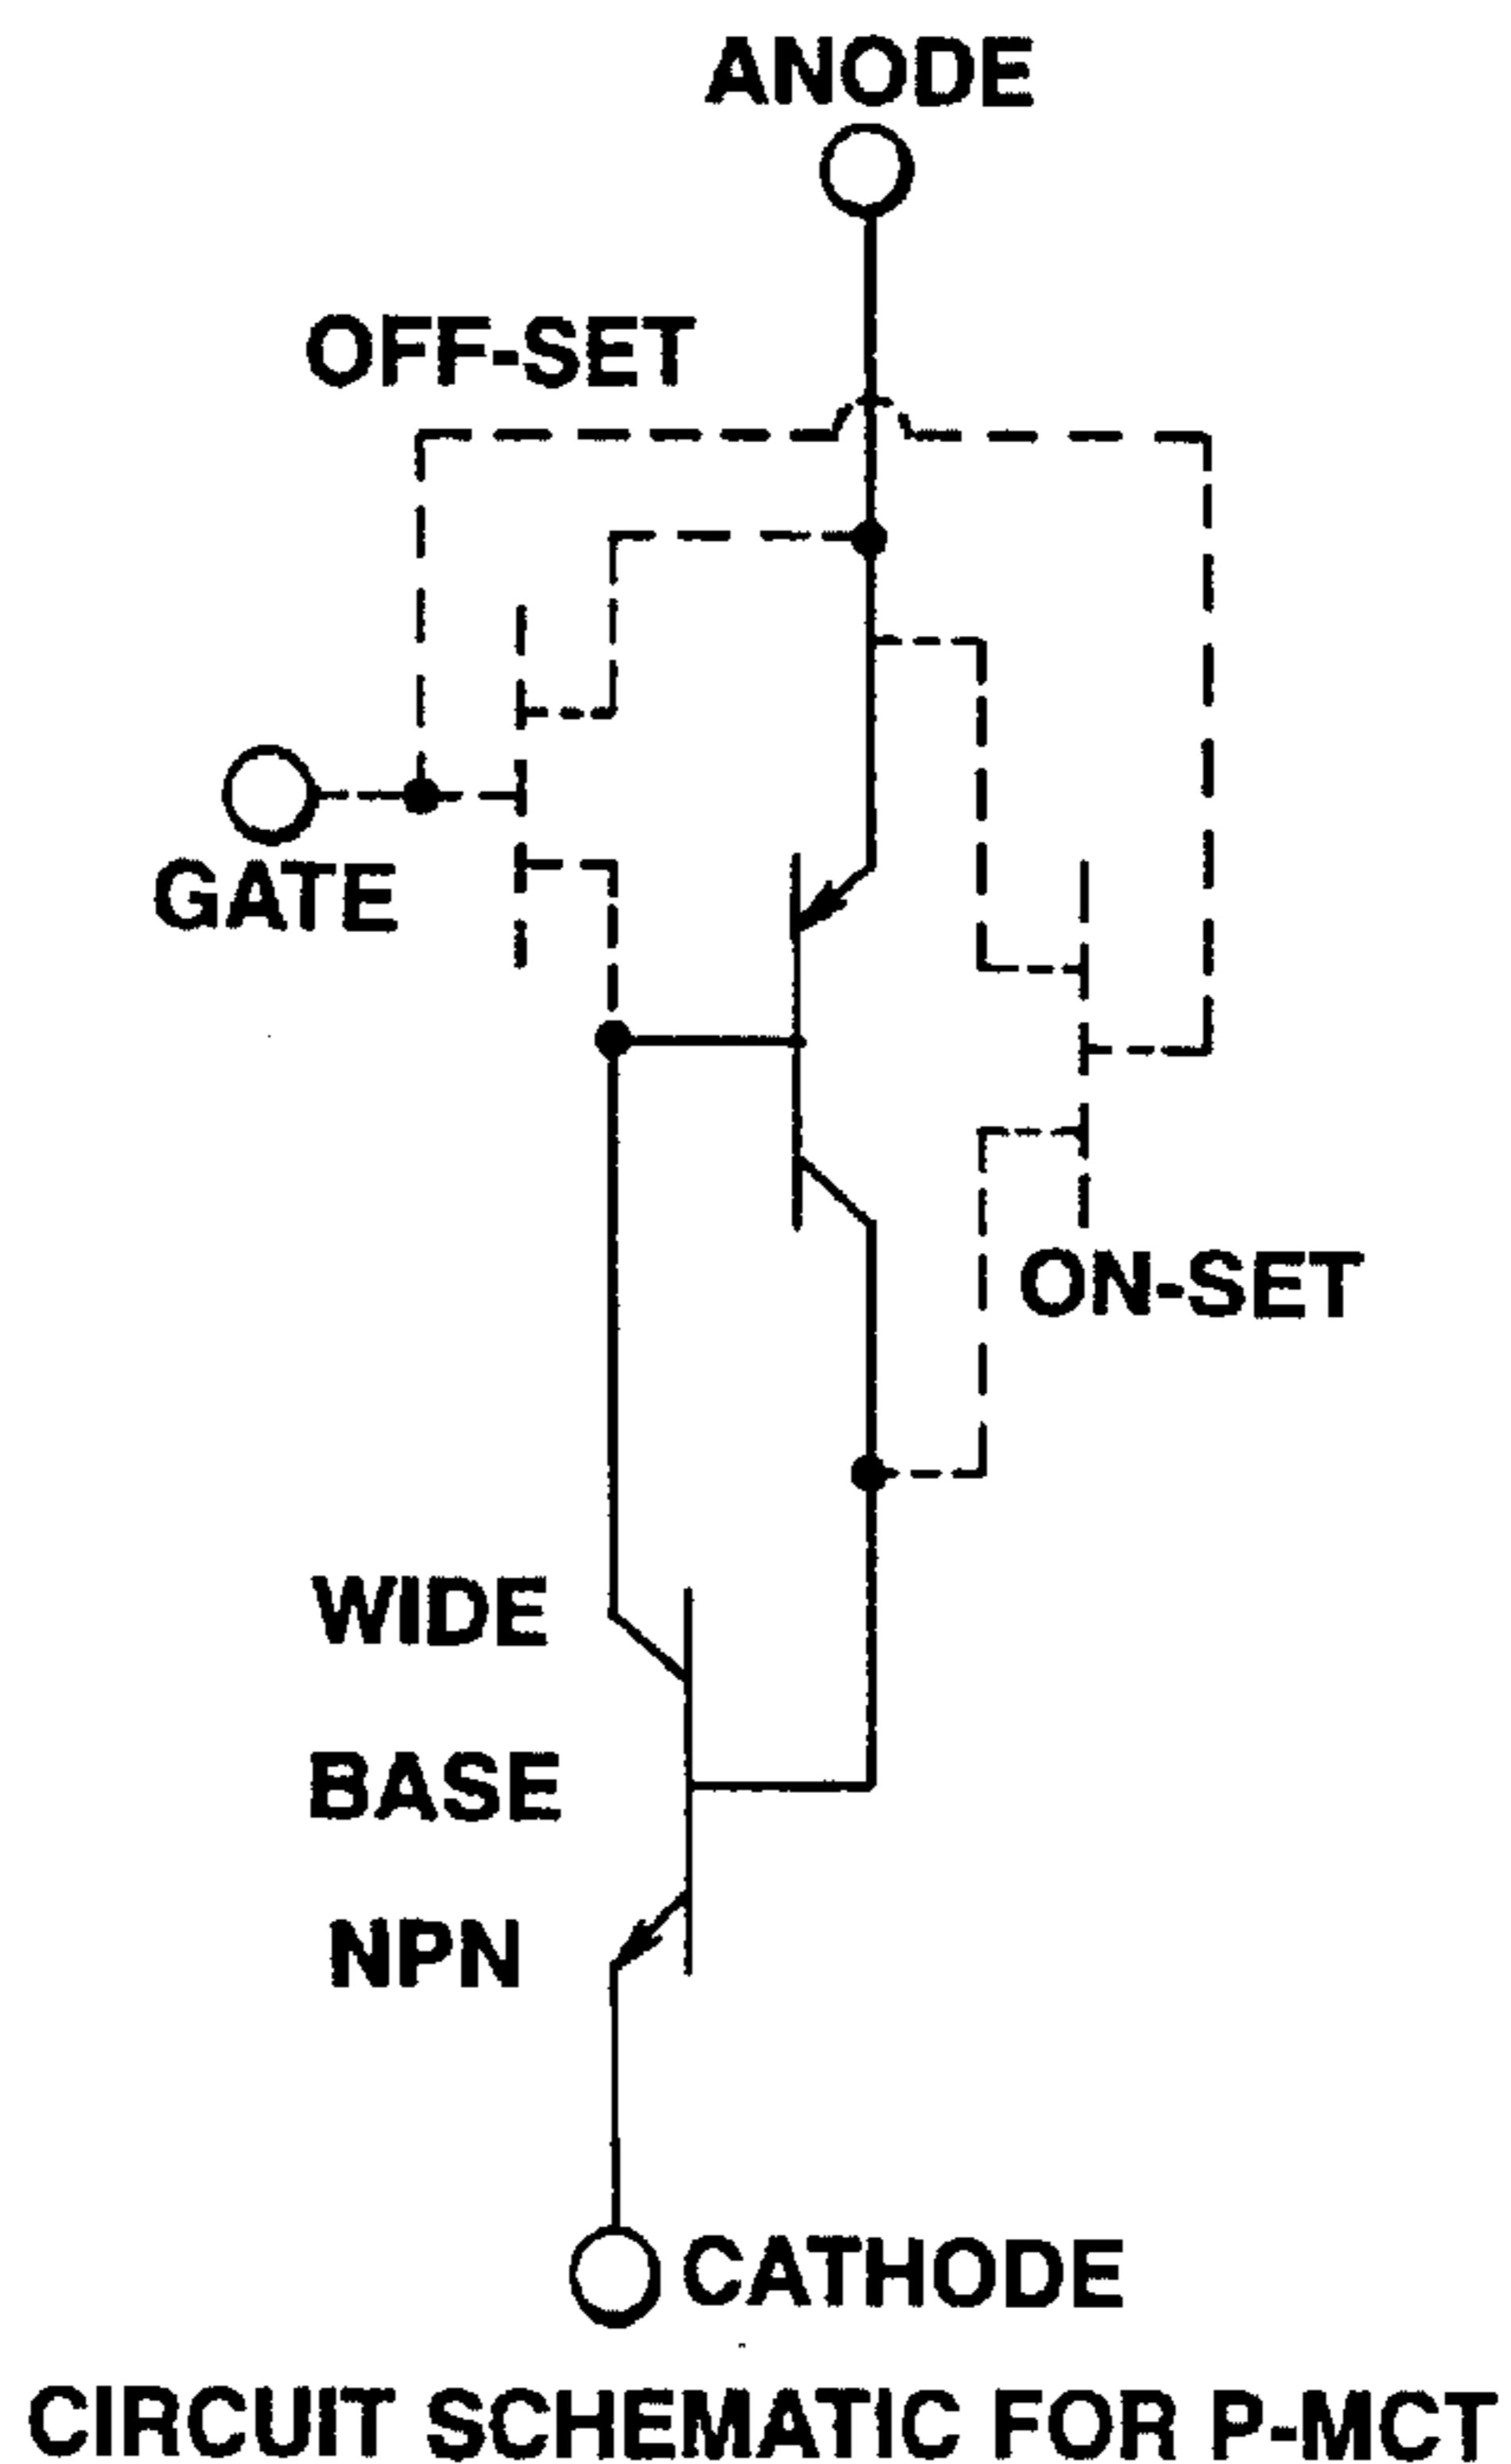 ANODE
OFF-SET
GATE
ON-SET
WIDE
BASE
NPN
CATHODE
CIRCUIT SCHEMATIC FOR P-MCT